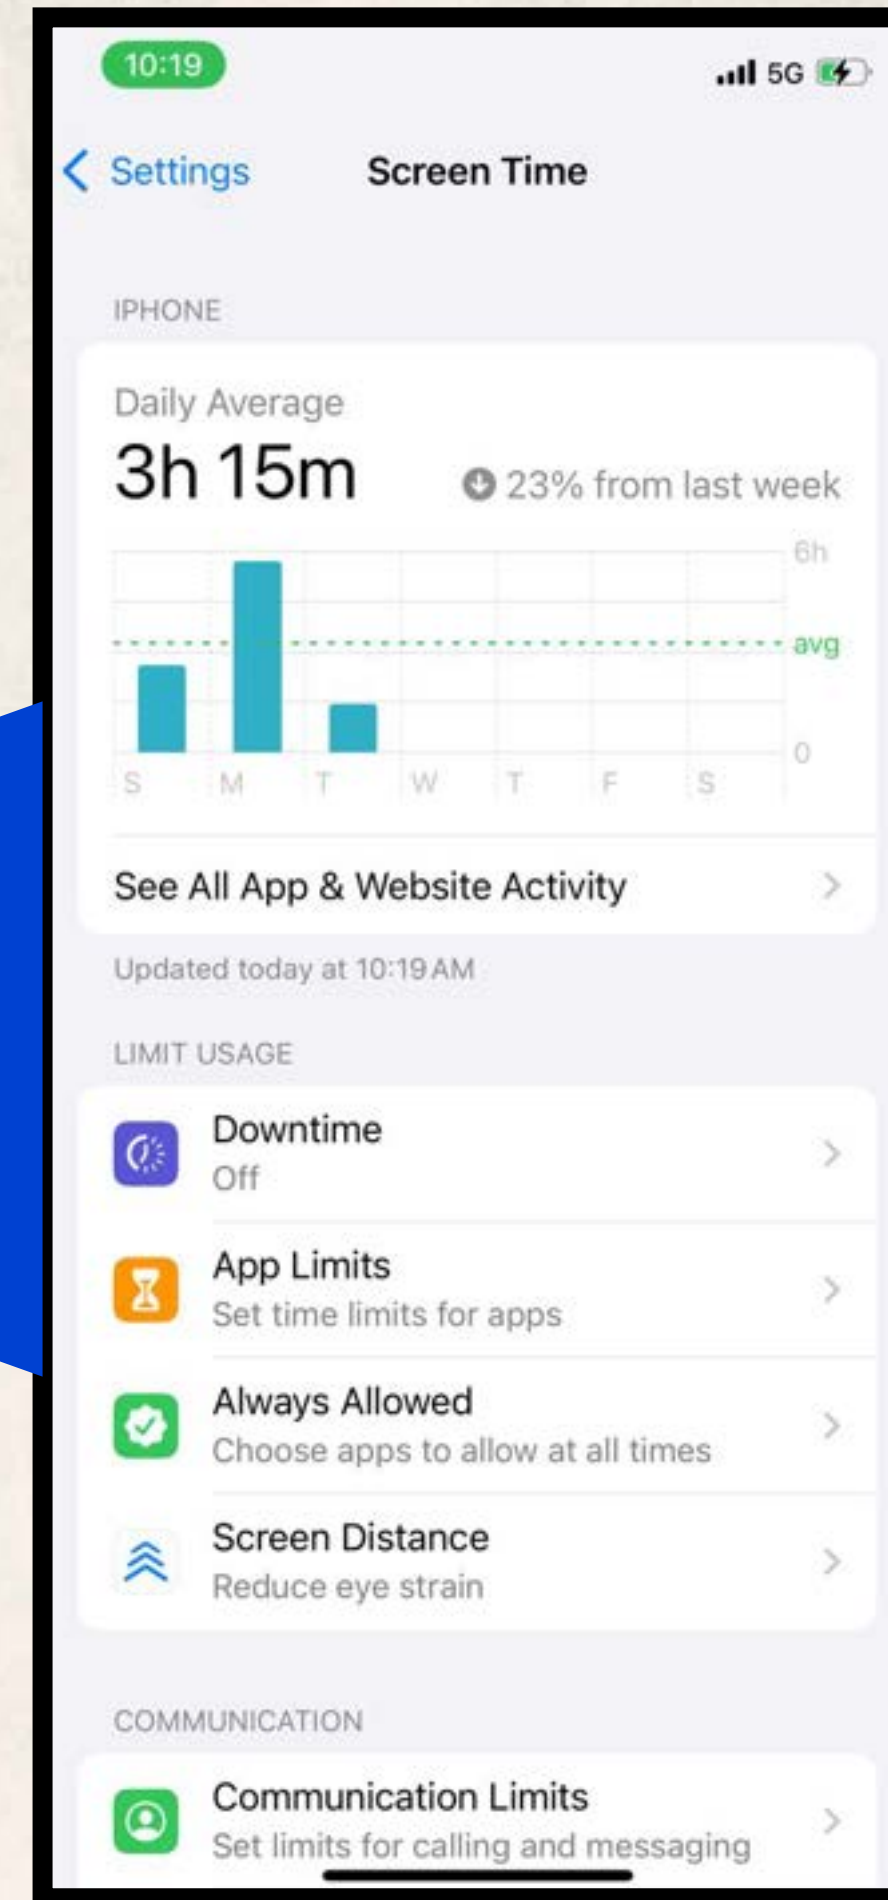 10:19
5G
Settings
Screen Time
IPHONE
Daily Average
3h 15m
23% from last week
6h
avg
0
S M T W T F S
See All App & Website Activity
Updated today at 10:19 AM
LIMIT USAGE
Downtime
Off
App Limits
Set time limits for apps
Always Allowed
Choose apps to allow at all times
Screen Distance
Reduce eye strain
COMMUNICATION
Communication Limits
Set limits for calling and messaging